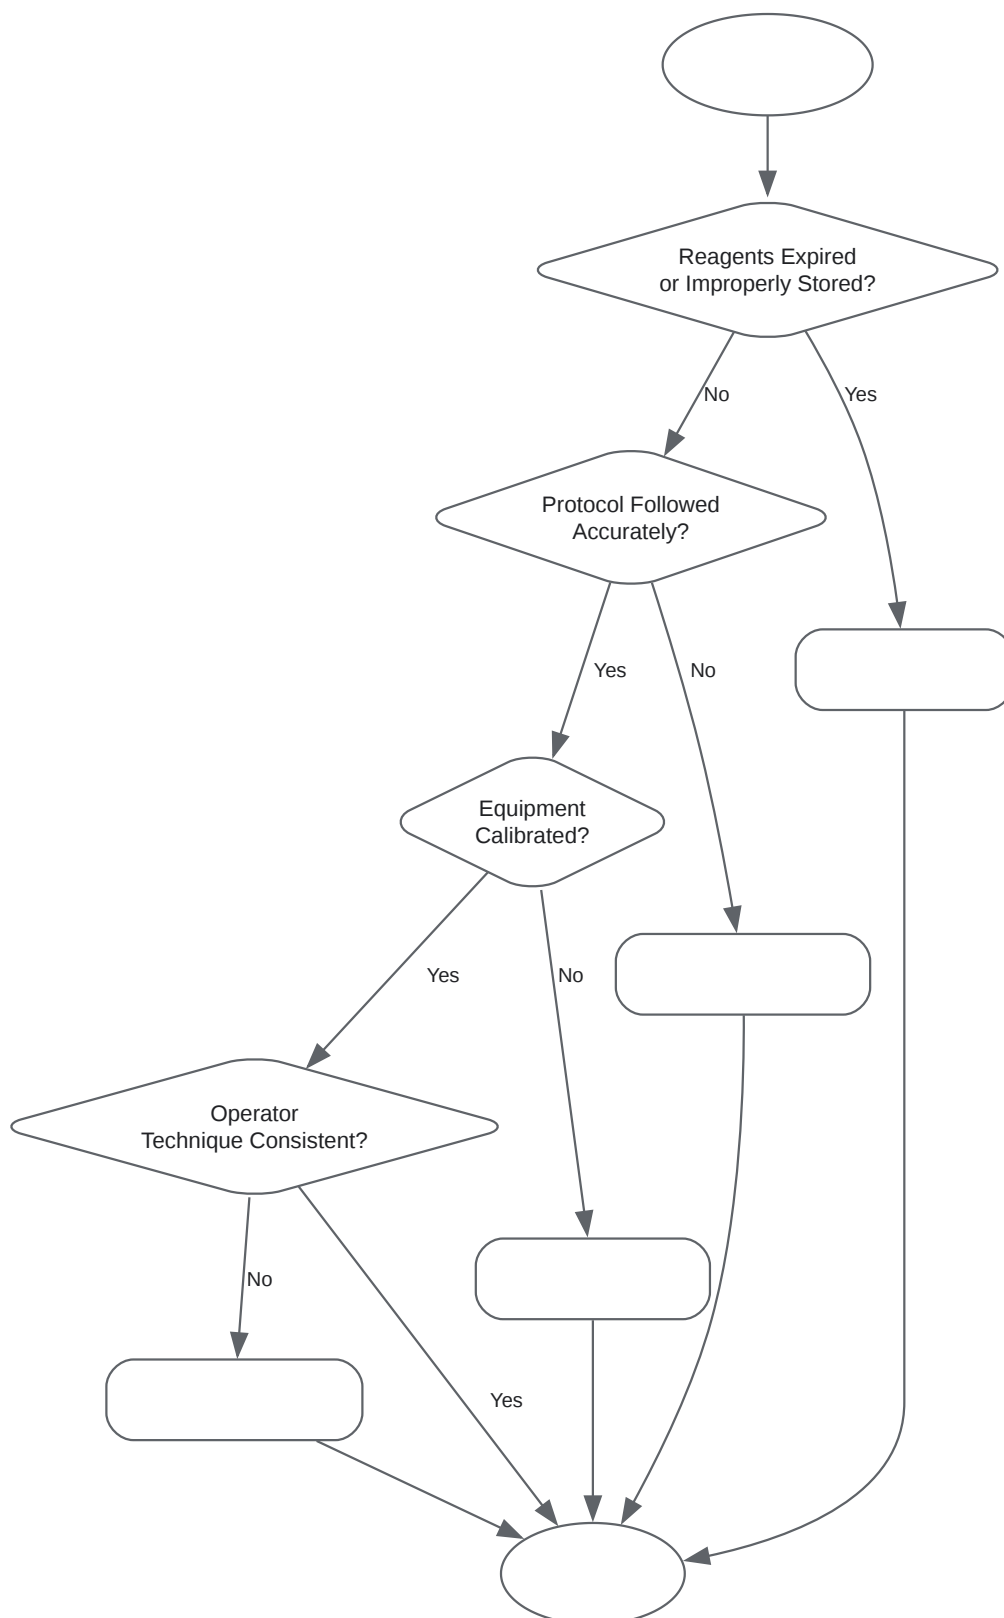 Reagents Expired
or Improperly Stored?
No
Yes
Protocol Followed
Accurately?
Yes
No
Equipment
Calibrated?
Yes
No
Operator
Technique Consistent?
No
Yes